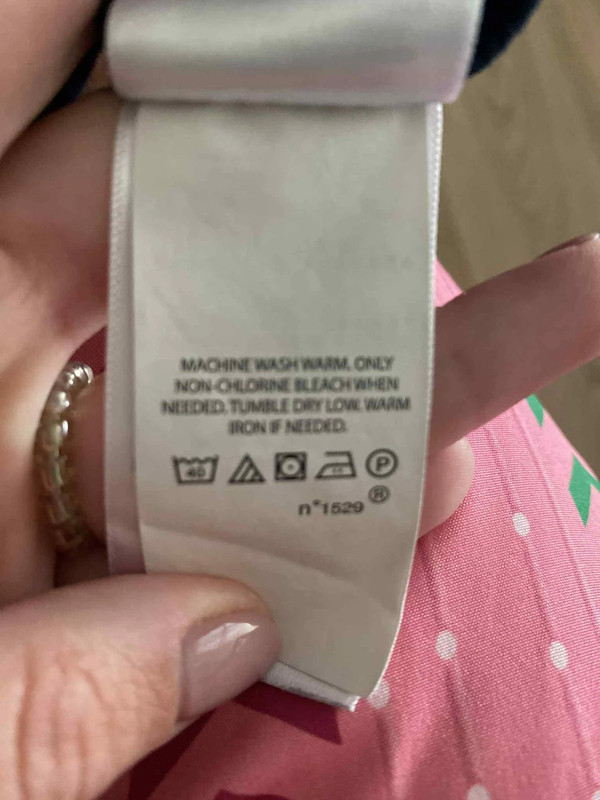 MACHINE WASH WARM, ONLY
NON-CHLORINE BLEACH WHEN
NEEDED. TUMBLE DRY LOW. WARM
IRON IF NEEDED.
40 P
®
n°1529